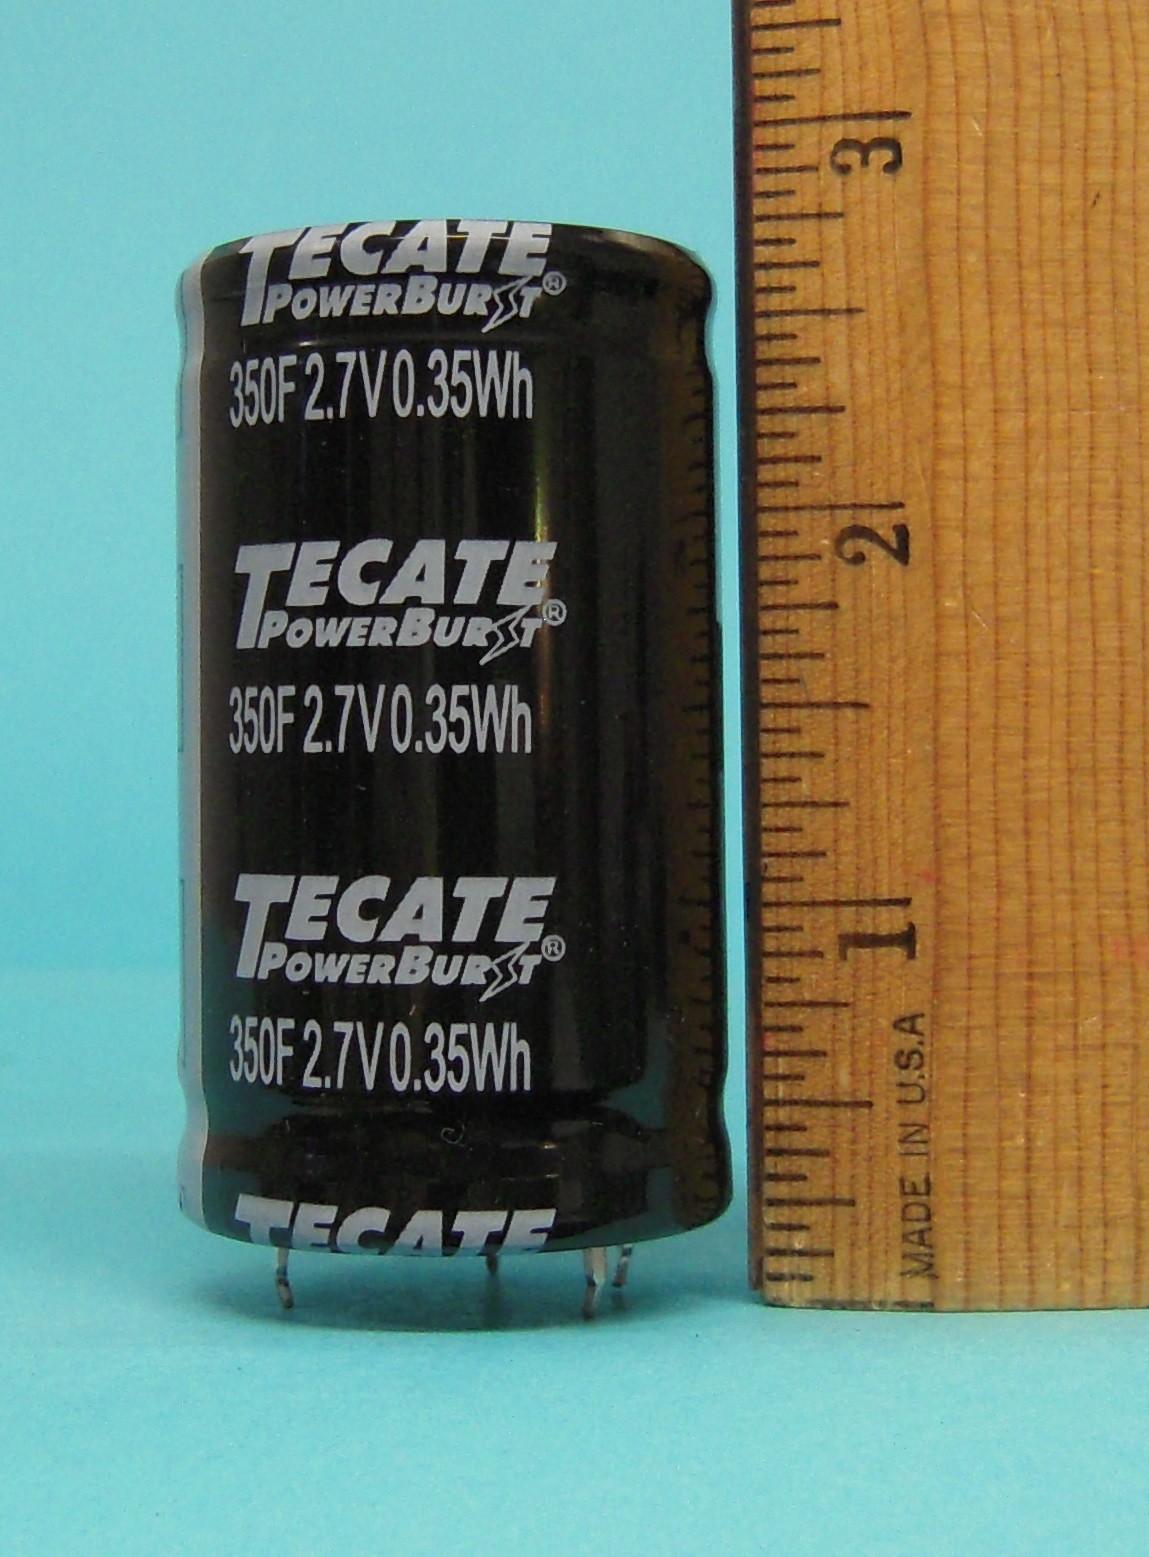 TECATE
POWERBURST®
350F 2.7V 0.35Wh
TECATE
POWERBURST®
350F 2.7V 0.35Wh
TECATE
POWERBURST®
350F 2.7V 0.35Wh
TECATE
3
2
1
MADE IN U.S.A